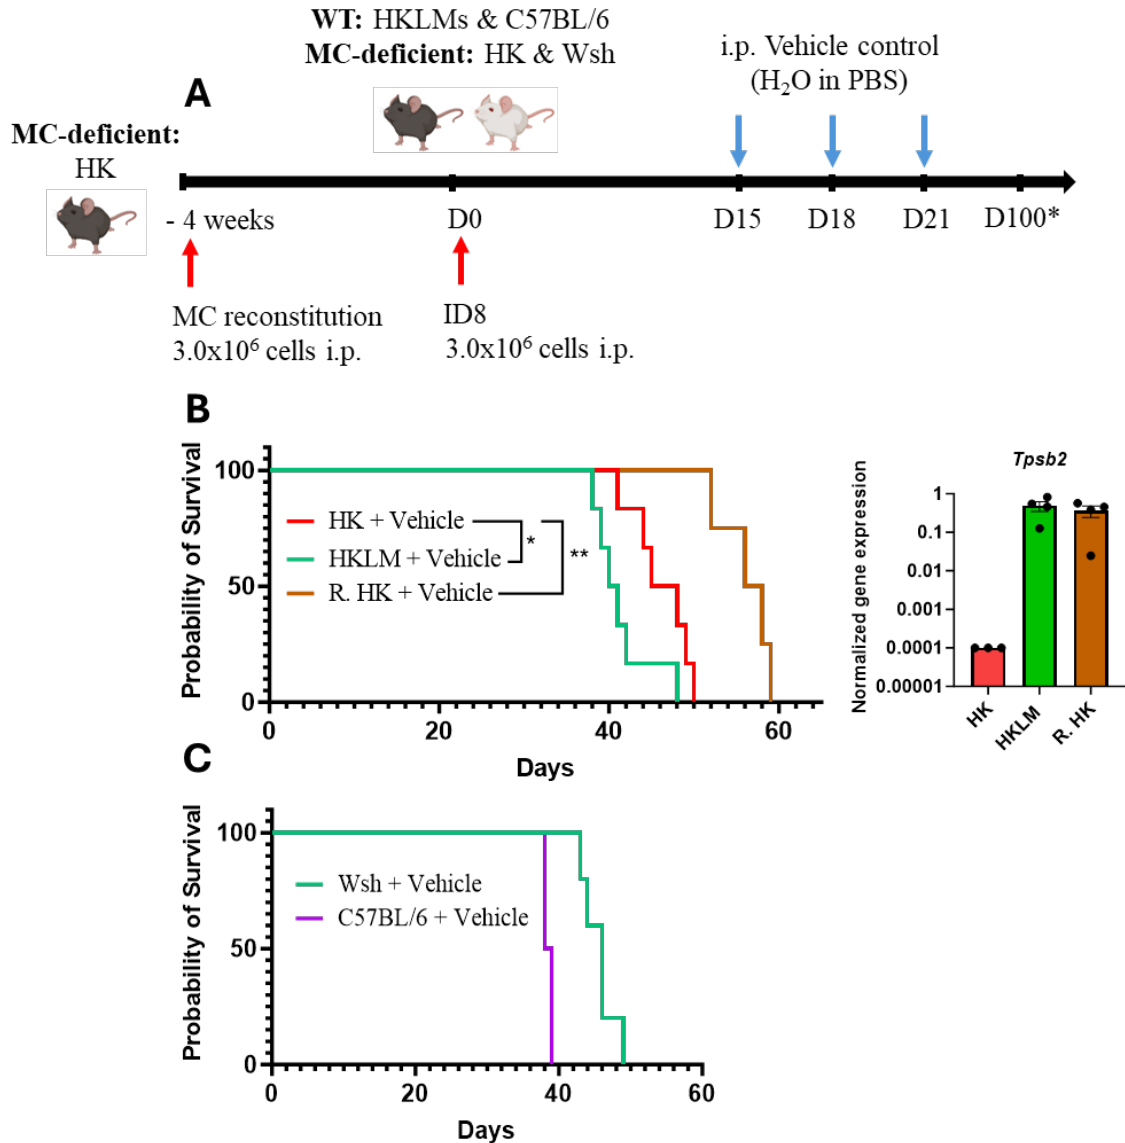 WT: HKLMs & C57BL/6
MC-deficient: HK & Wsh
i.p. Vehicle control
(H₂O in PBS)
A
MC-deficient:
HK
- 4 weeks
D0
D15
D18
D21
D100*
MC reconstitution
3.0x10⁶ cells i.p.
ID8
3.0x10⁶ cells i.p.
B
Probability of Survival
100
50
0
HK + Vehicle
HKLM + Vehicle
R. HK + Vehicle
*
**
0
20
40
60
Days
Tpsb2
Normalized gene expression
1
0.1
0.01
0.001
0.0001
0.00001
HK
HKLM
R. HK
C
Probability of Survival
100
50
0
Wsh + Vehicle
C57BL/6 + Vehicle
0
20
40
60
Days